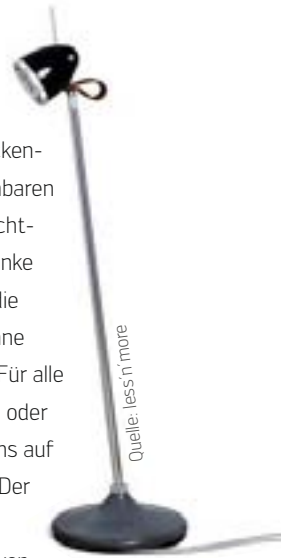 ken-
baren
cht-
nke
die
ne
Für alle
oder
ns auf
Der
Quelle: less'n'more